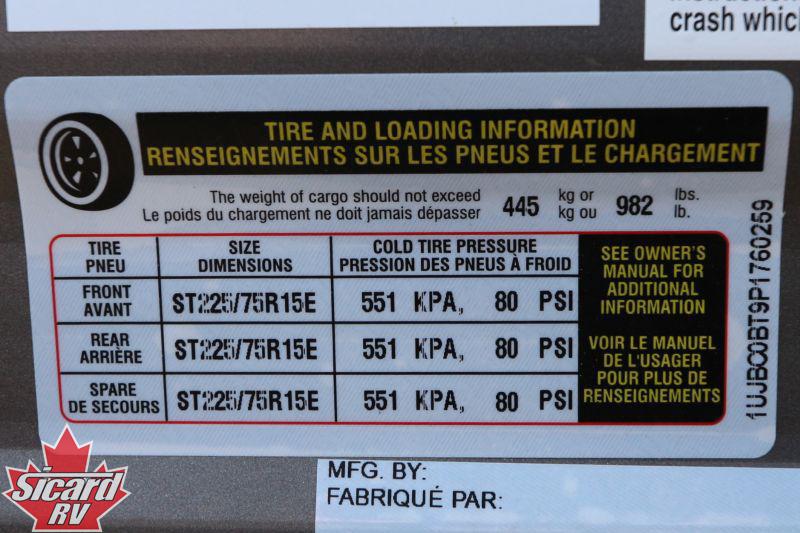 crash whic
TIRE AND LOADING INFORMATION
RENSEIGNEMENTS SUR LES PNEUS ET LE CHARGEMENT
The weight of cargo should not exceed 445 kg or 982 lbs.
Le poids du chargement ne doit jamais dépasser kg ou lb.
TIRE PNEU
SIZE DIMENSIONS
COLD TIRE PRESSURE
PRESSION DES PNEUS À FROID
FRONT AVANT ST225/75R15E 551 KPA, 80 PSI
REAR ARRIÈRE ST225/75R15E 551 KPA, 80 PSI
SPARE DE SECOURS ST225/75R15E 551 KPA, 80 PSI
SEE OWNER'S
MANUAL FOR
ADDITIONAL
INFORMATION
VOIR LE MANUEL
DE L'USAGER
POUR PLUS DE
RENSEIGNEMENTS
1UJBC0BT9P1760259
MFG. BY:
FABRIQUÉ PAR:
Sicard
RV